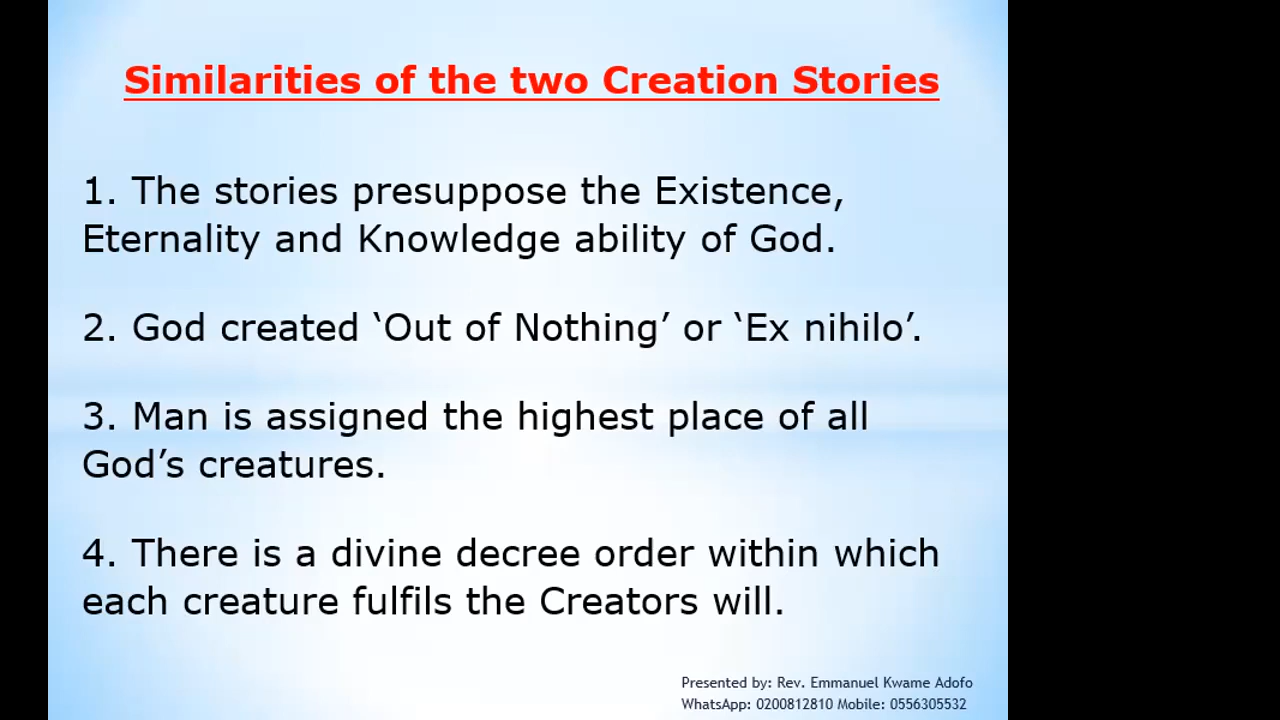 Similarities of the two Creation Stories
1. The stories presuppose the Existence,
Eternality and Knowledge ability of God.
2. God created ‘Out of Nothing’ or ‘Ex nihilo’.
3. Man is assigned the highest place of all
God’s creatures.
4. There is a divine decree order within which
each creature fulfils the Creators will.
Presented by: Rev. Emmanuel Kwame Adofo
WhatsApp: 0200812810 Mobile: 0556305532